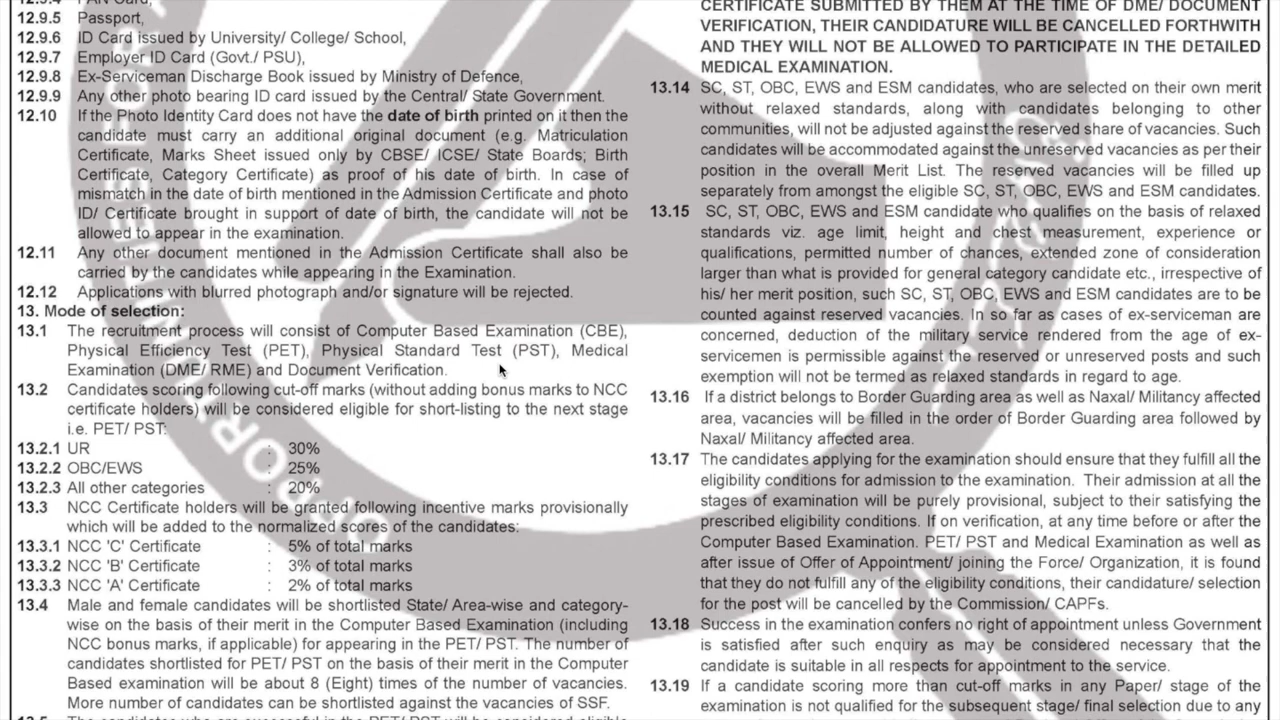 12.9.5 Passport,
12.9.6 ID Card issued by University/ College/ School,
12.9.7 Employer ID Card (Govt./ PSU),
12.9.8 Ex-Serviceman Discharge Book issued by Ministry of Defence,
12.9.9 Any other photo bearing ID card issued by the Central/ State Government.
12.10 If the Photo Identity Card does not have the date of birth printed on it then the
candidate must carry an additional original document (e.g. Matriculation
Certificate, Marks Sheet issued only by CBSE/ ICSE/ State Boards; Birth
Certificate, Category Certificate) as proof of his date of birth. In case of
mismatch in the date of birth mentioned in the Admission Certificate and photo
ID/ Certificate brought in support of date of birth, the candidate will not be
allowed to appear in the examination.
12.11 Any other document mentioned in the Admission Certificate shall also be
carried by the candidates while appearing in the Examination.
12.12 Applications with blurred photograph and/or signature will be rejected.
13. Mode of selection:
13.1 The recruitment process will consist of Computer Based Examination (CBE),
Physical Efficiency Test (PET), Physical Standard Test (PST), Medical
Examination (DME/ RME) and Document Verification.
13.2 Candidates scoring following cut-off marks (without adding bonus marks to NCC
certificate holders) will be considered eligible for short-listing to the next stage
i.e. PET/ PST:
13.2.1 UR : 30%
13.2.2 OBC/EWS : 25%
13.2.3 All other categories : 20%
13.3 NCC Certificate holders will be granted following incentive marks provisionally
which will be added to the normalized scores of the candidates:
13.3.1 NCC 'C' Certificate : 5% of total marks
13.3.2 NCC 'B' Certificate : 3% of total marks
13.3.3 NCC 'A' Certificate : 2% of total marks
13.4 Male and female candidates will be shortlisted State/ Area-wise and category-
wise on the basis of their merit in the Computer Based Examination (including
NCC bonus marks, if applicable) for appearing in the PET/ PST. The number of
candidates shortlisted for PET/ PST on the basis of their merit in the Computer
Based examination will be about 8 (Eight) times of the number of vacancies.
More number of candidates can be shortlisted against the vacancies of SSF.
CERTIFICATE SUBMITTED BY THEM AT THE TIME OF DME/ DOCUMENT
VERIFICATION, THEIR CANDIDATURE WILL BE CANCELLED FORTHWITH
AND THEY WILL NOT BE ALLOWED TO PARTICIPATE IN THE DETAILED
MEDICAL EXAMINATION.
13.14 SC, ST, OBC, EWS and ESM candidates, who are selected on their own merit
without relaxed standards, along with candidates belonging to other
communities, will not be adjusted against the reserved share of vacancies. Such
candidates will be accommodated against the unreserved vacancies as per their
position in the overall Merit List. The reserved vacancies will be filled up
separately from amongst the eligible SC, ST, OBC, EWS and ESM candidates.
13.15 SC, ST, OBC, EWS and ESM candidate who qualifies on the basis of relaxed
standards viz. age limit, height and chest measurement, experience or
qualifications, permitted number of chances, extended zone of consideration
larger than what is provided for general category candidate etc., irrespective of
his/ her merit position, such SC, ST, OBC, EWS and ESM candidates are to be
counted against reserved vacancies. In so far as cases of ex-serviceman are
concerned, deduction of the military service rendered from the age of ex-
servicemen is permissible against the reserved or unreserved posts and such
exemption will not be termed as relaxed standards in regard to age.
13.16 If a district belongs to Border Guarding area as well as Naxal/ Militancy affected
area, vacancies will be filled in the order of Border Guarding area followed by
Naxal/ Militancy affected area.
13.17 The candidates applying for the examination should ensure that they fulfill all the
eligibility conditions for admission to the examination. Their admission at all the
stages of examination will be purely provisional, subject to their satisfying the
prescribed eligibility conditions. If on verification, at any time before or after the
Computer Based Examination. PET/ PST and Medical Examination as well as
after issue of Offer of Appointment/ joining the Force/ Organization, it is found
that they do not fulfill any of the eligibility conditions, their candidature/ selection
for the post will be cancelled by the Commission/ CAPFs.
13.18 Success in the examination confers no right of appointment unless Government
is satisfied after such enquiry as may be considered necessary that the
candidate is suitable in all respects for appointment to the service.
13.19 If a candidate scoring more than cut-off marks in any Paper/ stage of the
examination is not qualified for the subsequent stage/ final selection due to any